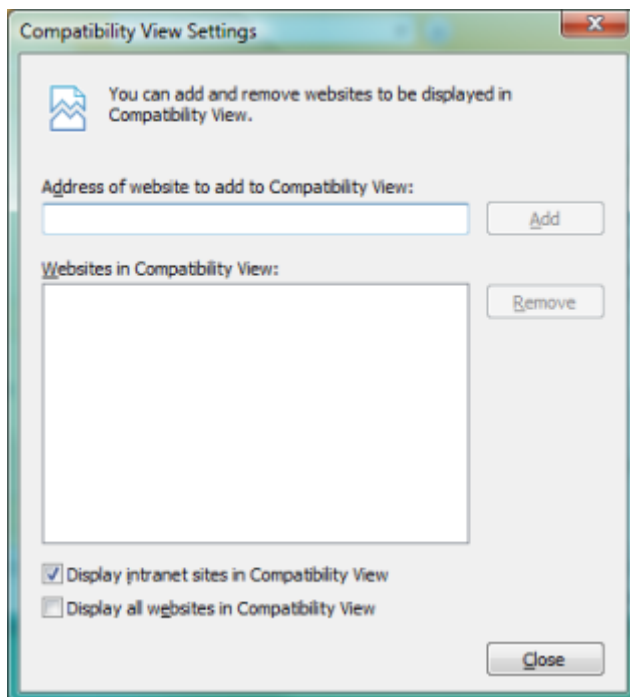 Compatibility View Settings
You can add and remove websites to be displayed in
Compatibility View.
Address of website to add to Compatibility View:
Add
Websites in Compatibility View:
Remove
Display intranet sites in Compatibility View
Display all websites in Compatibility View
Close